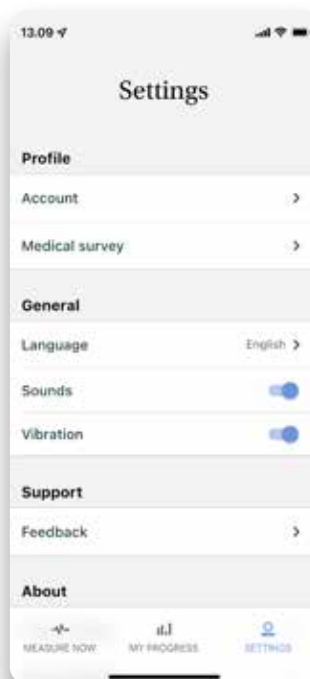 13.09
Settings
Profile
Account
Medical survey
General
Language English
Sounds
Vibration
Support
Feedback
About
MEASURE NOW MY PROGRESS SETTINGS